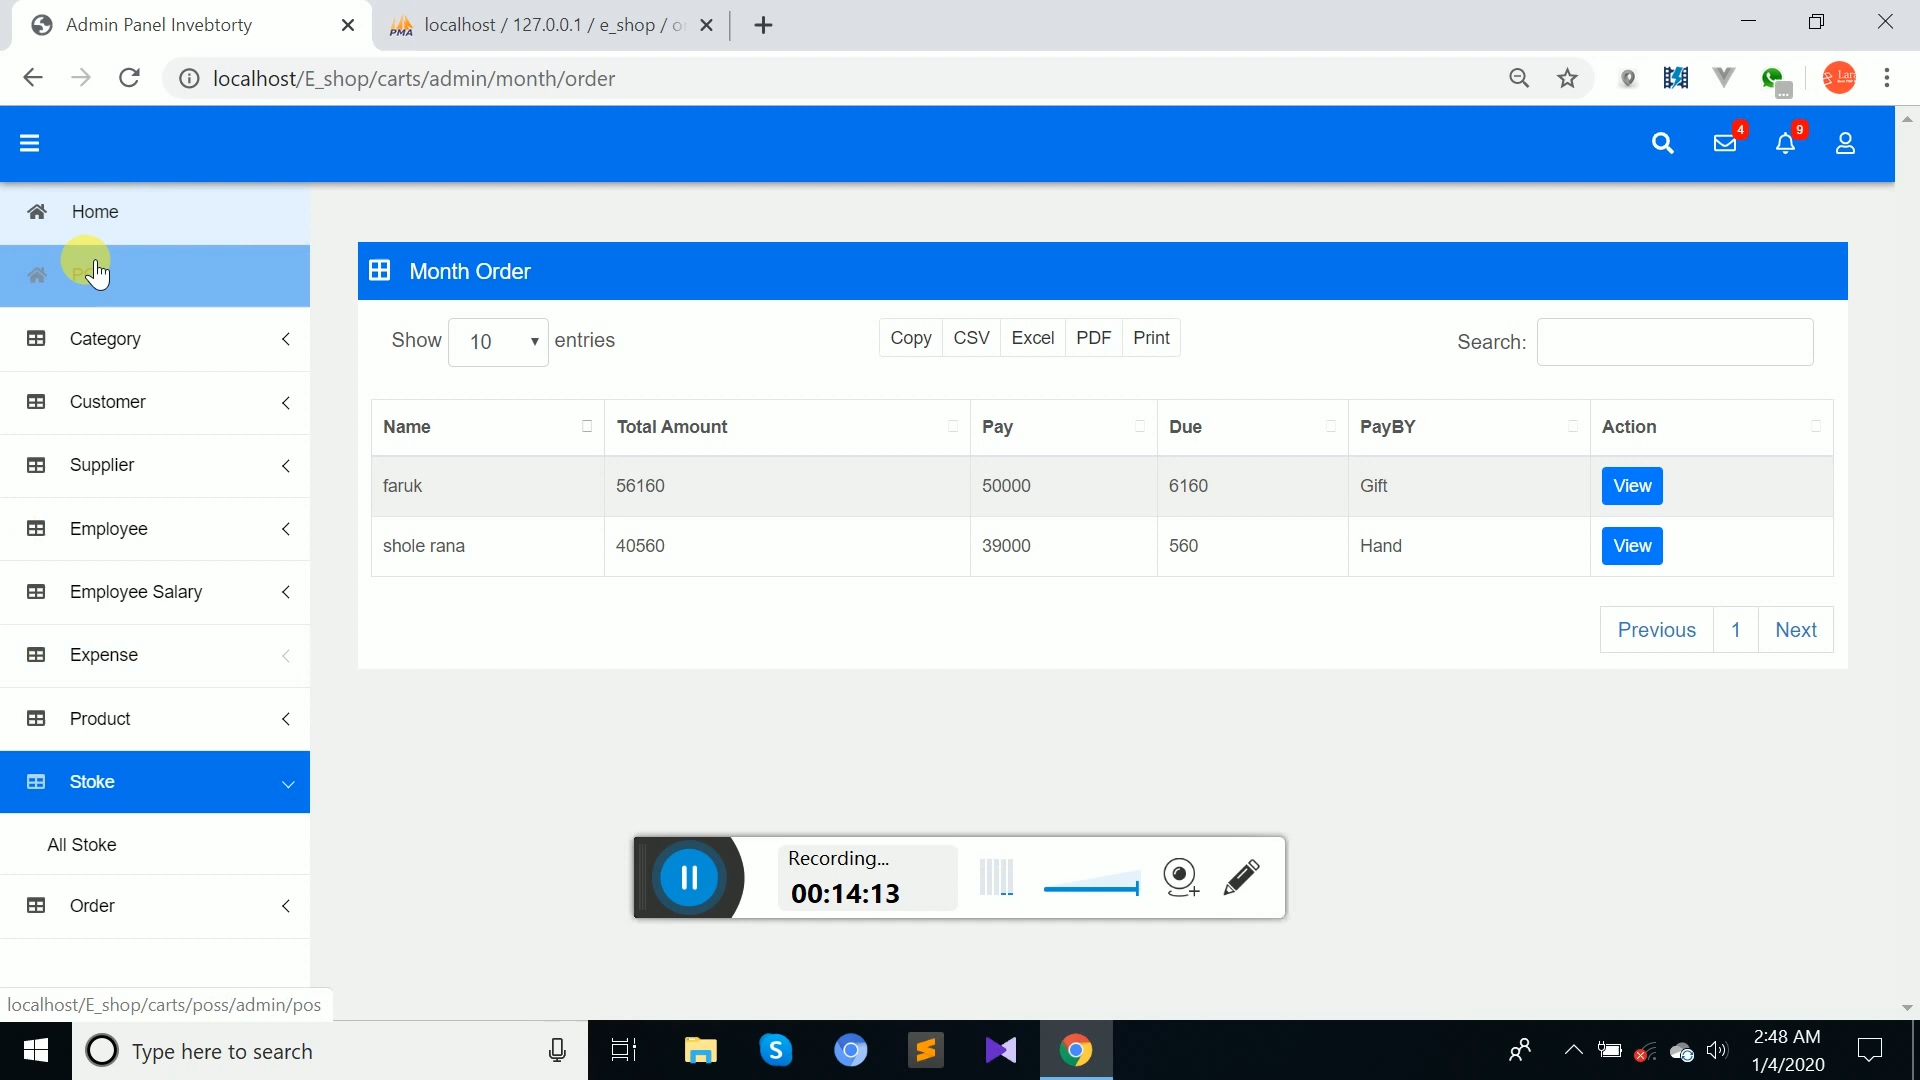 Admin Panel Invebtorty
localhost / 127.0.0.1 / e_shop / o
localhost/E_shop/carts/admin/month/order
4
9
Home
Category
Customer
Supplier
Employee
Employee Salary
Expense
Product
Stoke
All Stoke
Order
Month Order
Show 10 entries
Copy CSV Excel PDF Print
Search:
Name Total Amount Pay Due PayBY Action
faruk 56160 50000 6160 Gift View
shole rana 40560 39000 560 Hand View
Previous 1 Next
Recording...
00:14:13
localhost/E_shop/carts/poss/admin/pos
Type here to search
2:48 AM
1/4/2020